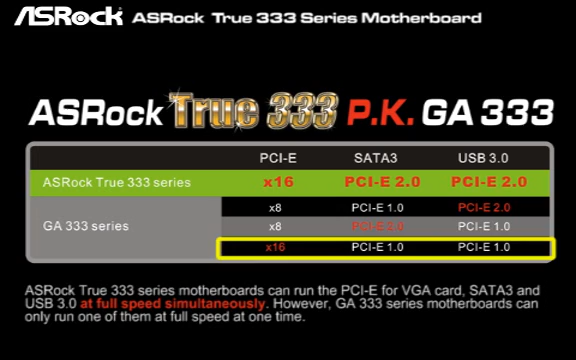 ASRock ASRock True 333 Series Motherboard
ASRock True 333 P.K. GA 333
PCI-E SATA3 USB 3.0
ASRock True 333 series x16 PCI-E 2.0 PCI-E 2.0
x8 PCI-E 1.0 PCI-E 2.0
GA 333 series x8 PCI-E 2.0 PCI-E 1.0
x16 PCI-E 1.0 PCI-E 1.0
ASRock True 333 series motherboards can run the PCI-E for VGA card, SATA3 and
USB 3.0 at full speed simultaneously. However, GA 333 series motherboards can
only run one of them at full speed at one time.